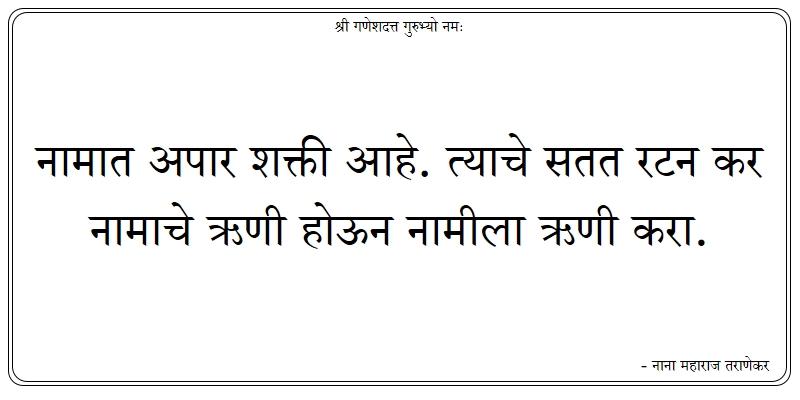 श्री गणेशदत्त गुरुभ्यो नमः
नामात अपार शक्ती आहे. त्याचे सतत रटन कर
नामाचे ऋणी होऊन नामीला ऋणी करा.
- नाना महाराज तराणेकर